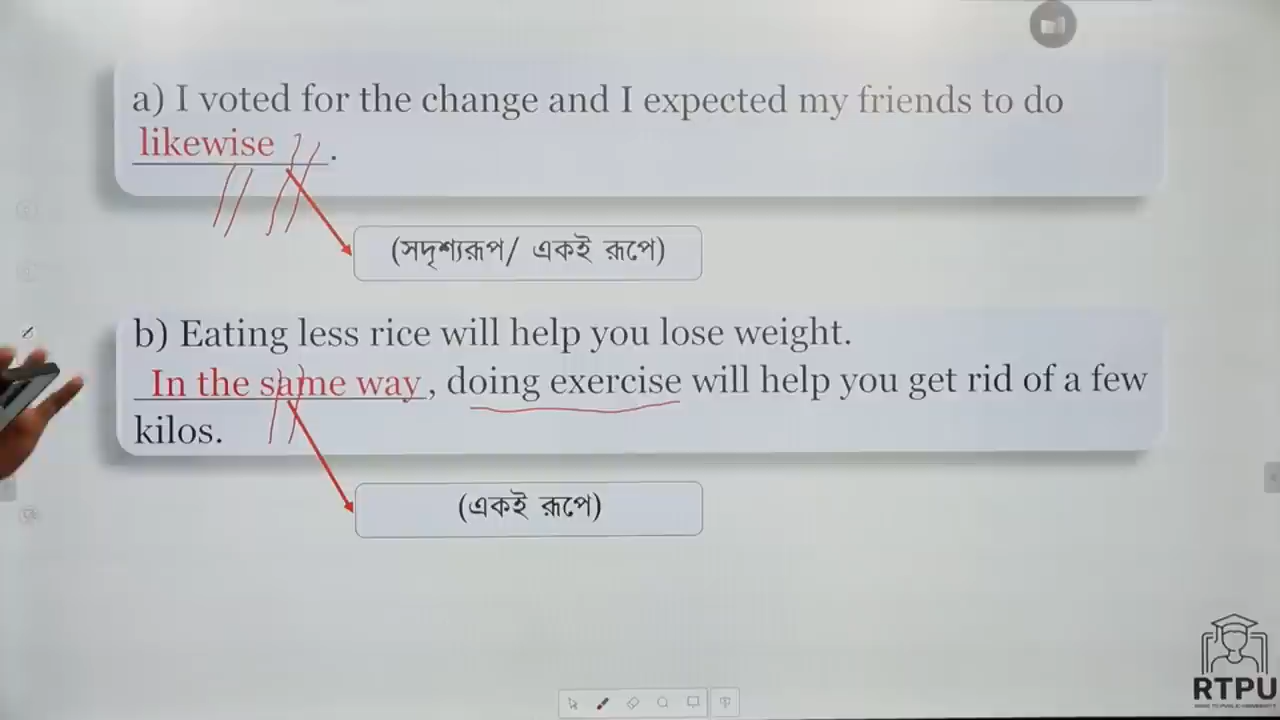 a) I voted for the change and I expected my friends to do
likewise .
(সদৃশ্যরূপ/ একই রূপে)
b) Eating less rice will help you lose weight.
In the same way, doing exercise will help you get rid of a few
kilos.
(একই রূপে)
RTPU